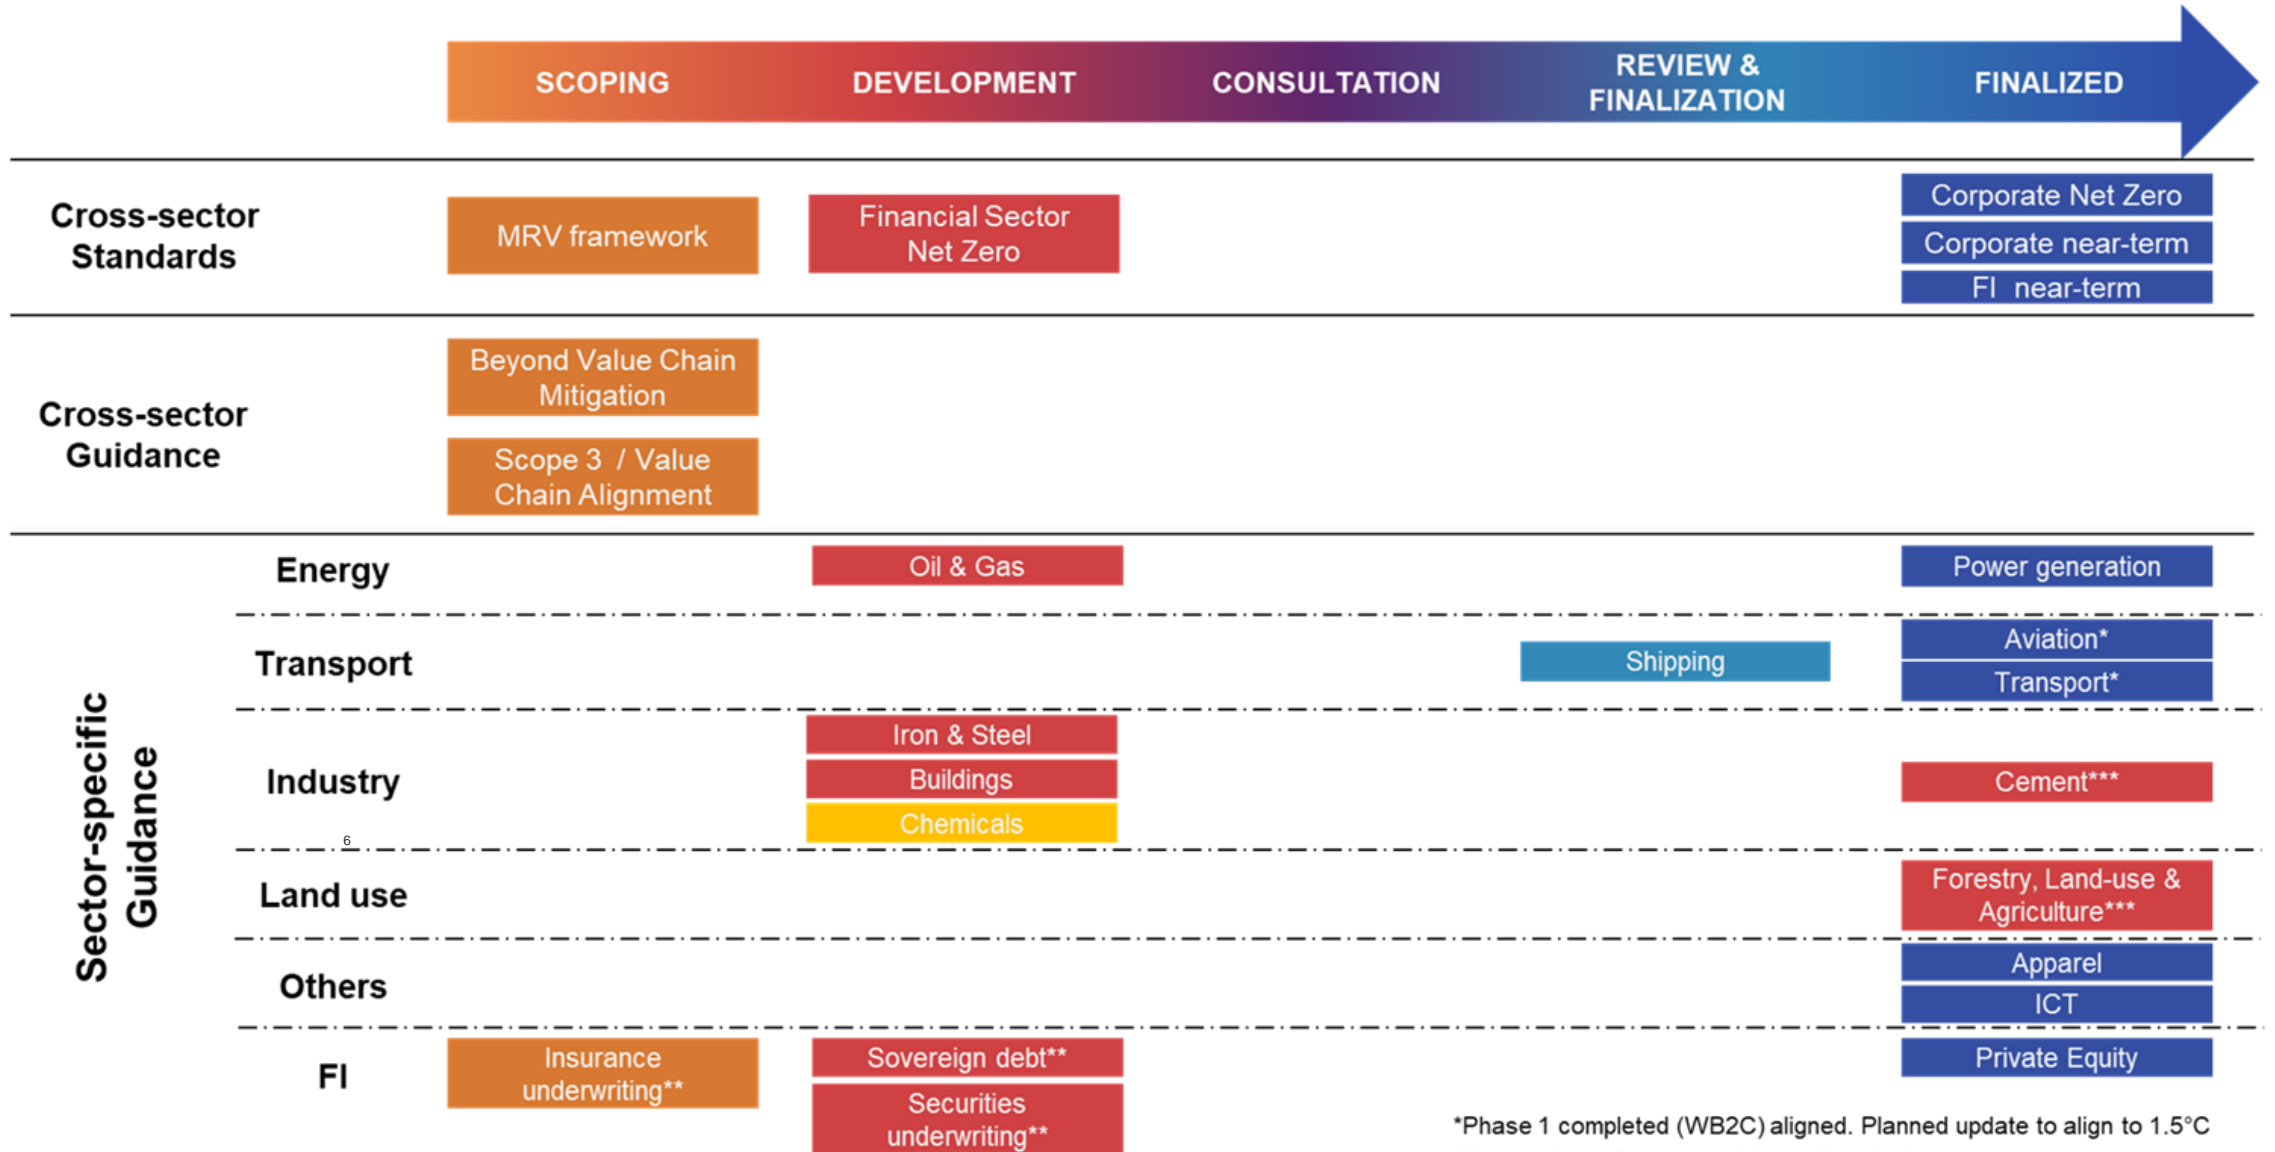 SCOPING
DEVELOPMENT
CONSULTATION
REVIEW &
FINALIZATION
FINALIZED
Cross-sector
Standards
MRV framework
Financial Sector
Net Zero
Corporate Net Zero
Corporate near-term
FI near-term
Cross-sector
Guidance
Beyond Value Chain
Mitigation
Scope 3 / Value
Chain Alignment
Sector-specific
Guidance
Energy
Oil & Gas
Power generation
Transport
Shipping
Aviation*
Transport*
Industry
6
Iron & Steel
Buildings
Chemicals
Cement***
Land use
Forestry, Land-use &
Agriculture***
Others
Apparel
ICT
FI
Insurance
underwriting**
Sovereign debt**
Securities
underwriting**
Private Equity
*Phase 1 completed (WB2C) aligned. Planned update to align to 1.5°C